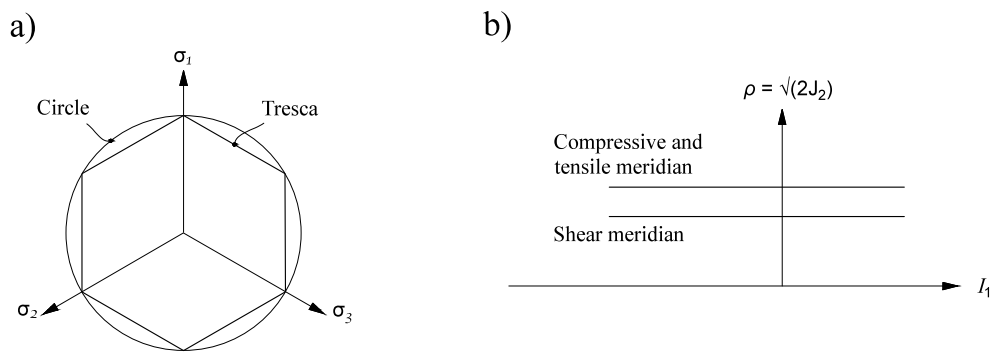 a)
σ1
Circle
Tresca
σ2
σ3
b)
ρ = √(2J2)
Compressive and
tensile meridian
Shear meridian
I1